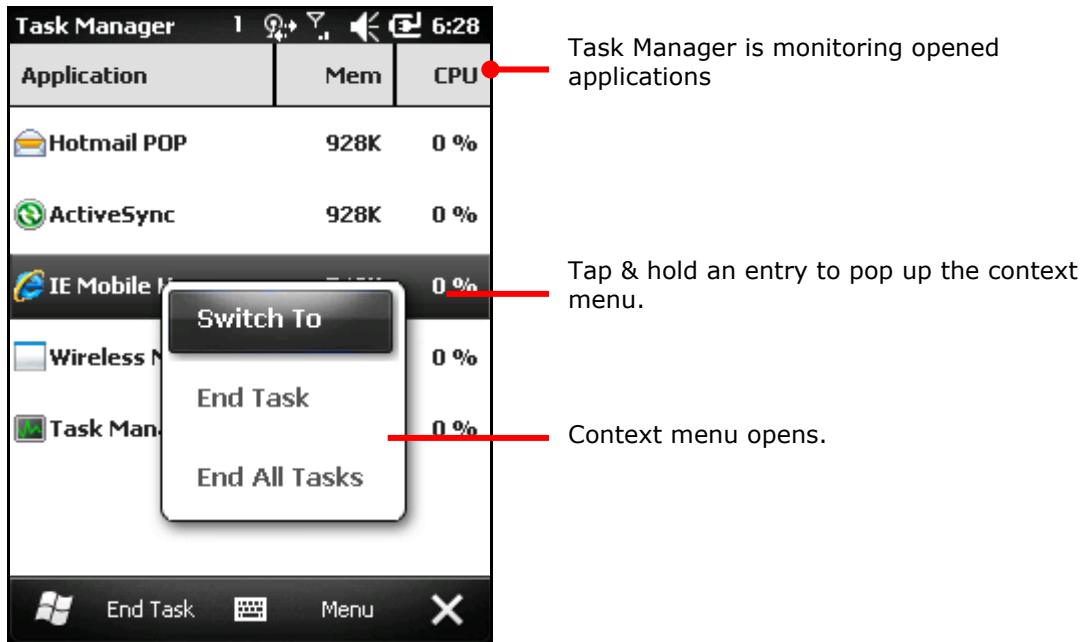 Task Manager 1 6:28
Application Mem CPU
Hotmail POP 928K 0 %
ActiveSync 928K 0 %
IE Mobile 0 %
Switch To
Wireless 0 %
End Task
Task Man 0 %
End All Tasks
End Task Menu
Task Manager is monitoring opened
applications
Tap & hold an entry to pop up the context
menu.
Context menu opens.